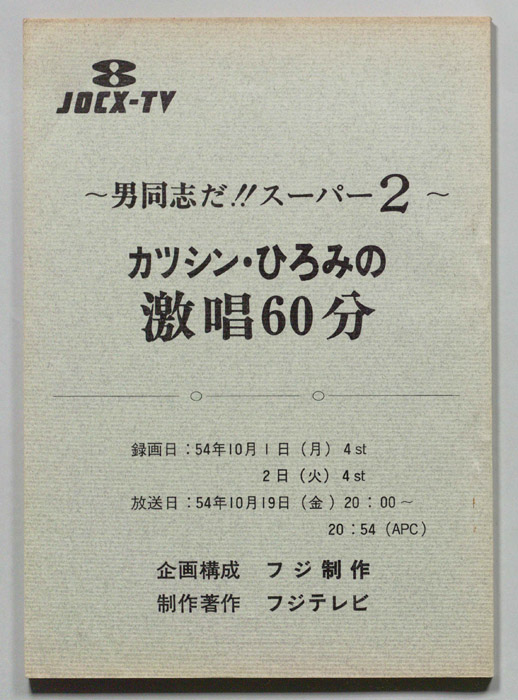 8
JOCX-TV
～男同志だ!!スーパー2～
カツシン・ひろみの
激唱60分
録画日：54年10月1日（月）4st
2日（火）4st
放送日：54年10月19日（金）20：00～
20：54（APC）
企画構成 フジ制作
制作著作 フジテレビ